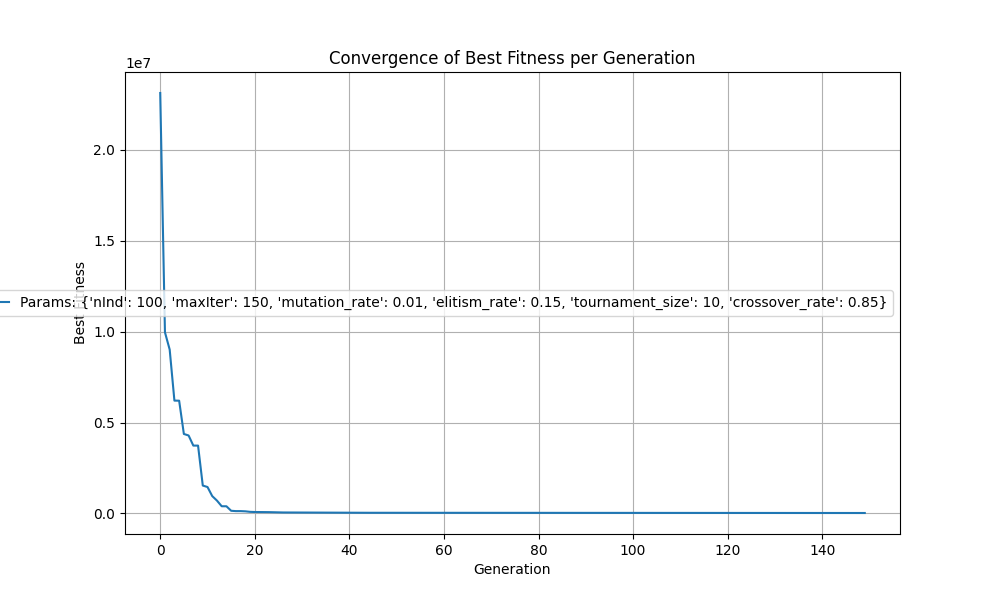 Convergence of Best Fitness per Generation
1e7
2.0
1.5
Params: {'nInd': 100, 'maxIter': 150, 'mutation_rate': 0.01, 'elitism_rate': 0.15, 'tournament_size': 10, 'crossover_rate': 0.85}
Best Fitness
1.0
0.5
0.0
0 20 40 60 80 100 120 140
Generation